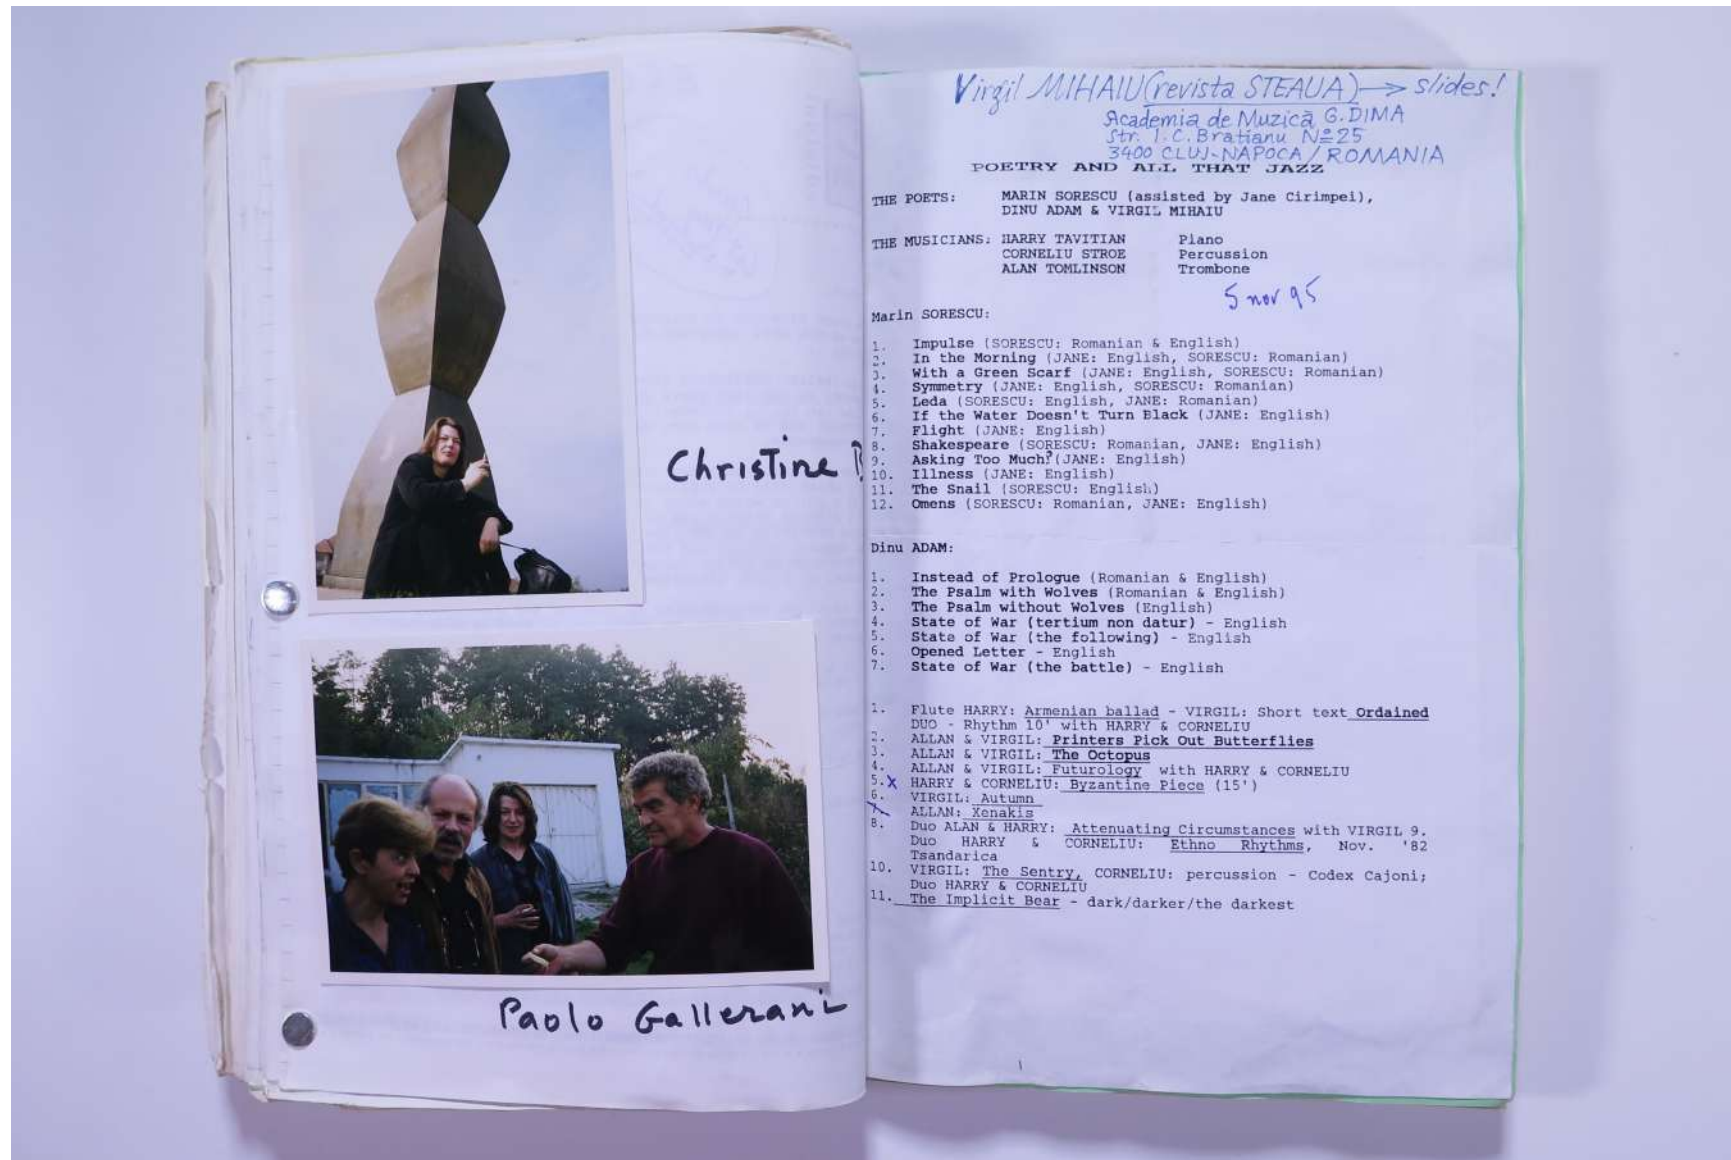 Christine
Paolo Gallerani
Virgil MIHAIU (revista STEAUA) → slides!
Academia de Muzică G. DIMA
Str. I.C. Bratianu Nº 25
3400 CLUJ-NAPOCA / ROMANIA
POETRY AND ALL THAT JAZZ
THE POETS: MARIN SORESCU (assisted by Jane Cirimpei),
DINU ADAM & VIRGIL MIHAIU
THE MUSICIANS: HARRY TAVITIAN Piano
CORNELIU STROE Percussion
ALAN TOMLINSON Trombone
5 nov 95
Marin SORESCU:
1. Impulse (SORESCU: Romanian & English)
2. In the Morning (JANE: English, SORESCU: Romanian)
3. With a Green Scarf (JANE: English, SORESCU: Romanian)
4. Symmetry (JANE: English, SORESCU: Romanian)
5. Leda (SORESCU: English, JANE: Romanian)
6. If the Water Doesn't Turn Black (JANE: English)
7. Flight (JANE: English)
8. Shakespeare (SORESCU: Romanian, JANE: English)
9. Asking Too Much? (JANE: English)
10. Illness (JANE: English)
11. The Snail (SORESCU: English)
12. Omens (SORESCU: Romanian, JANE: English)
Dinu ADAM:
1. Instead of Prologue (Romanian & English)
2. The Psalm with Wolves (Romanian & English)
3. The Psalm without Wolves (English)
4. State of War (tertium non datur) - English
5. State of War (the following) - English
6. Opened Letter - English
7. State of War (the battle) - English
1. Flute HARRY: Armenian ballad - VIRGIL: Short text Ordained
DUO - Rhythm 10' with HARRY & CORNELIU
2. ALLAN & VIRGIL: Printers Pick Out Butterflies
3. ALLAN & VIRGIL: The Octopus
4. ALLAN & VIRGIL: Futurology with HARRY & CORNELIU
5. x HARRY & CORNELIU: Byzantine Piece (15')
6. VIRGIL: Autumn
7. ALLAN: Xenakis
8. Duo ALAN & HARRY: Attenuating Circumstances with VIRGIL 9.
Duo HARRY & CORNELIU: Ethno Rhythms, Nov. '82
Tsandarica
10. VIRGIL: The Sentry, CORNELIU: percussion - Codex Cajoni;
Duo HARRY & CORNELIU
11. The Implicit Bear - dark/darker/the darkest